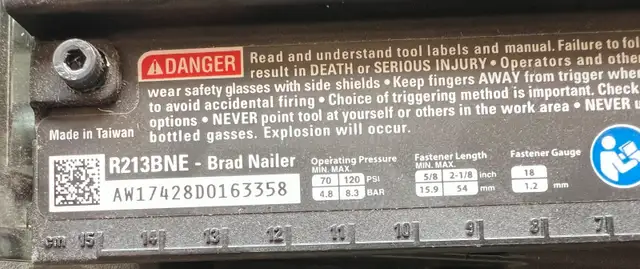 DANGER Read and understand tool labels and manual. Failure to
result in DEATH or SERIOUS INJURY • Operators and
wear safety glasses with side shields • Keep fingers AWAY from trigger
to avoid accidental firing • Choice of triggering method is important. Check
options • NEVER point tool at yourself or others in the work area • NEVER
bottled gasses. Explosion will occur.
Made in Taiwan
R213BNE - Brad Nailer
AW17428D0163358
Operating Pressure
MIN. MAX.
70 120 PSI
4.8 8.3 BAR
Fastener Length
MIN. MAX.
5/8 2-1/8 inch
15.9 54 mm
Fastener Gauge
18
1.2 mm
cm 15 14 13 12 11 10 9 8 7